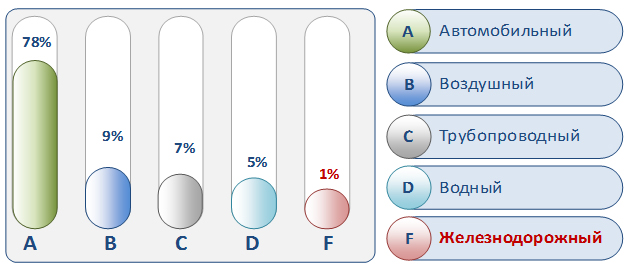 78%
9%
7%
5%
1%
A B C D F
A Автомобильный
B Воздушный
C Трубопроводный
D Водный
F Железнодорожный